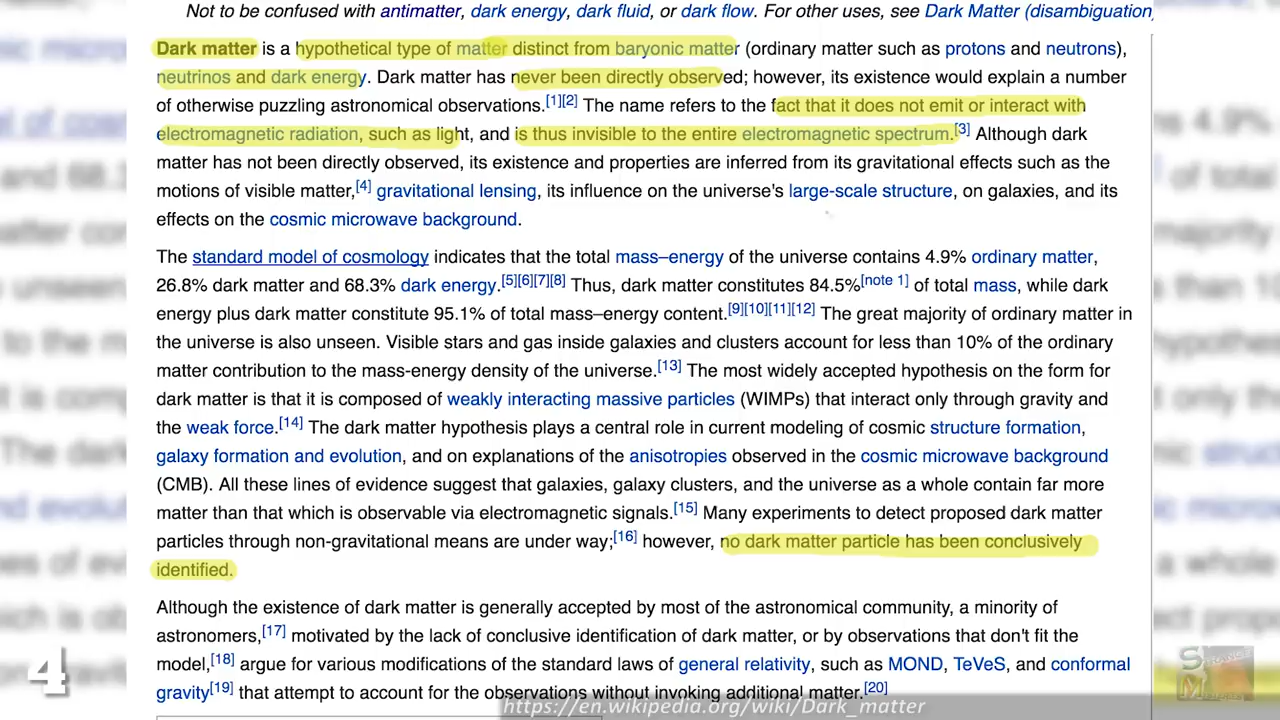 Not to be confused with antimatter, dark energy, dark fluid, or dark flow. For other uses, see Dark Matter (disambiguation)
Dark matter is a hypothetical type of matter distinct from baryonic matter (ordinary matter such as protons and neutrons),
neutrinos and dark energy. Dark matter has never been directly observed; however, its existence would explain a number
of otherwise puzzling astronomical observations.[1][2] The name refers to the fact that it does not emit or interact with
electromagnetic radiation, such as light, and is thus invisible to the entire electromagnetic spectrum.[3] Although dark
matter has not been directly observed, its existence and properties are inferred from its gravitational effects such as the
motions of visible matter,[4] gravitational lensing, its influence on the universe's large-scale structure, on galaxies, and its
effects on the cosmic microwave background.
The standard model of cosmology indicates that the total mass–energy of the universe contains 4.9% ordinary matter,
26.8% dark matter and 68.3% dark energy.[5][6][7][8] Thus, dark matter constitutes 84.5%[note 1] of total mass, while dark
energy plus dark matter constitute 95.1% of total mass–energy content.[9][10][11][12] The great majority of ordinary matter in
the universe is also unseen. Visible stars and gas inside galaxies and clusters account for less than 10% of the ordinary
matter contribution to the mass-energy density of the universe.[13] The most widely accepted hypothesis on the form for
dark matter is that it is composed of weakly interacting massive particles (WIMPs) that interact only through gravity and
the weak force.[14] The dark matter hypothesis plays a central role in current modeling of cosmic structure formation,
galaxy formation and evolution, and on explanations of the anisotropies observed in the cosmic microwave background
(CMB). All these lines of evidence suggest that galaxies, galaxy clusters, and the universe as a whole contain far more
matter than that which is observable via electromagnetic signals.[15] Many experiments to detect proposed dark matter
particles through non-gravitational means are under way;[16] however, no dark matter particle has been conclusively
identified.
Although the existence of dark matter is generally accepted by most of the astronomical community, a minority of
astronomers,[17] motivated by the lack of conclusive identification of dark matter, or by observations that don't fit the
model,[18] argue for various modifications of the standard laws of general relativity, such as MOND, TeVeS, and conformal
gravity[19] that attempt to account for the observations without invoking additional matter.[20]
https://en.wikipedia.org/wiki/Dark_matter
4